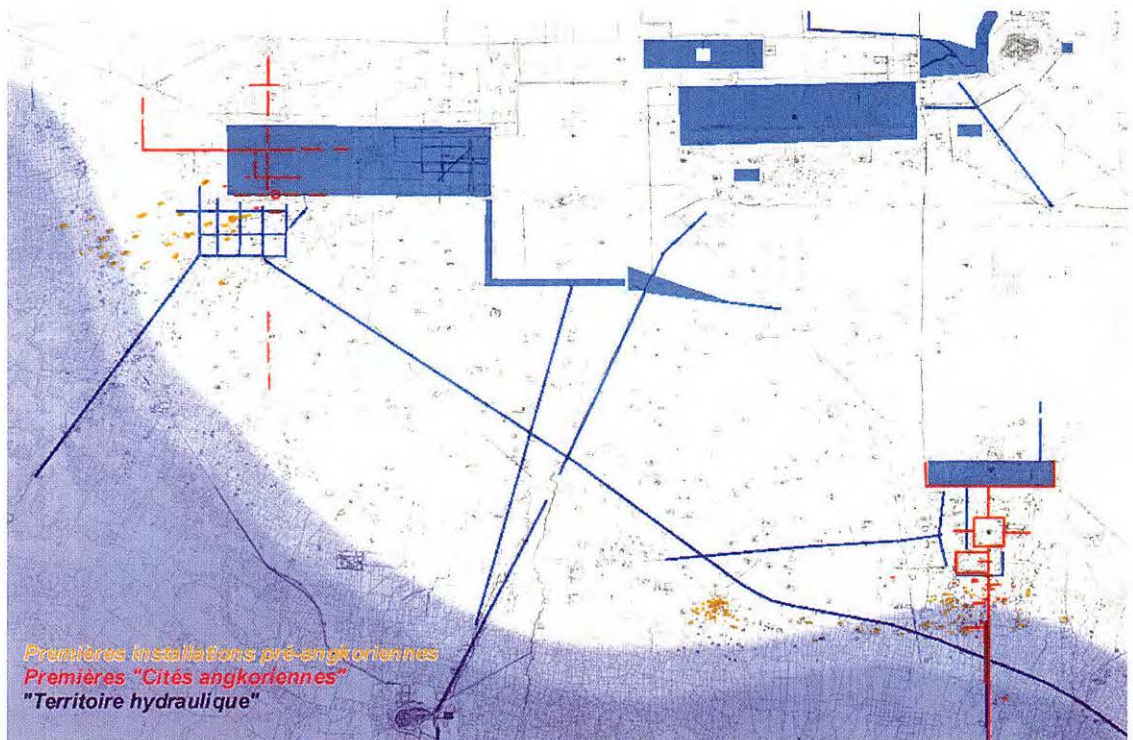 Premières installations pré-angkoriennes
Premières "Cités angkoriennes"
"Territoire hydraulique"